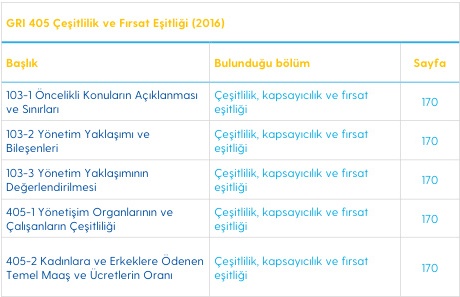 GRI 405 Çeşitlilik ve Fırsat Eşitliği (2016)
Başlık Bulunduğu bölüm Sayfa
103-1 Öncelikli Konuların Açıklanması ve Sınırları Çeşitlilik, kapsayıcılık ve fırsat eşitliği 170
103-2 Yönetim Yaklaşımı ve Bileşenleri Çeşitlilik, kapsayıcılık ve fırsat eşitliği 170
103-3 Yönetim Yaklaşımının Değerlendirilmesi Çeşitlilik, kapsayıcılık ve fırsat eşitliği 170
405-1 Yönetişim Organlarının ve Çalışanların Çeşitliliği Çeşitlilik, kapsayıcılık ve fırsat eşitliği 170
405-2 Kadınlara ve Erkeklere Ödenen Temel Maaş ve Ücretlerin Oranı Çeşitlilik, kapsayıcılık ve fırsat eşitliği 170